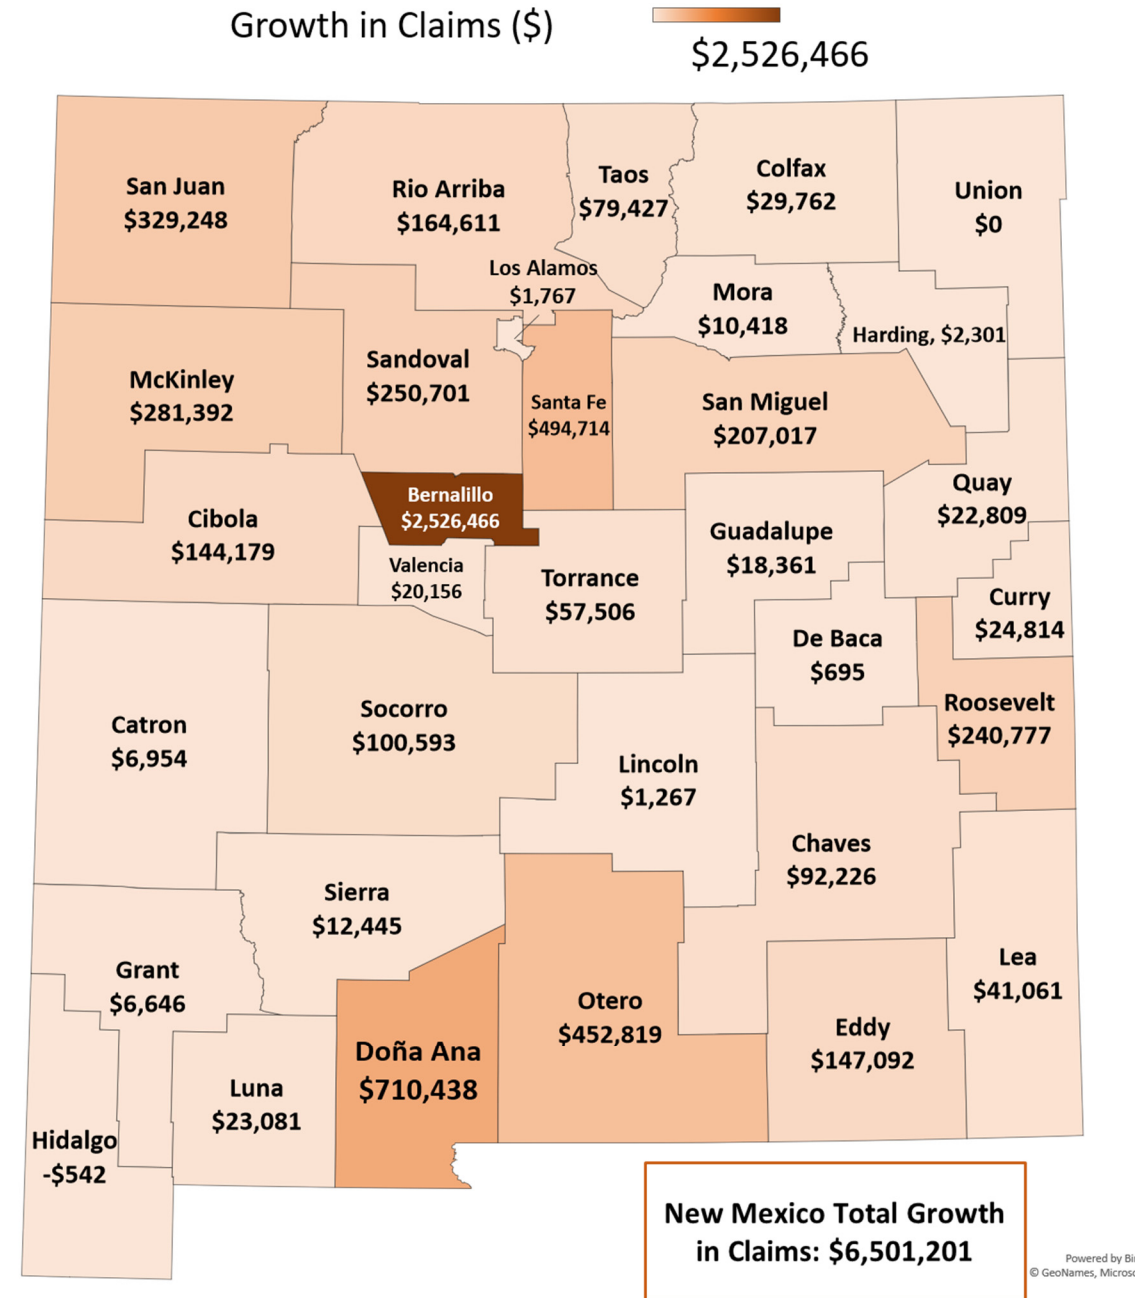 Growth in Claims ($)
$2,526,466
San Juan
$329,248
Rio Arriba
$164,611
Taos
$79,427
Colfax
$29,762
Union
$0
Los Alamos
$1,767
Mora
$10,418
Harding, $2,301
McKinley
$281,392
Sandoval
$250,701
Santa Fe
$494,714
San Miguel
$207,017
Quay
$22,809
Bernalillo
$2,526,466
Cibola
$144,179
Guadalupe
$18,361
Valencia
$20,156
Torrance
$57,506
Curry
$24,814
De Baca
$695
Roosevelt
$240,777
Catron
$6,954
Socorro
$100,593
Lincoln
$1,267
Chaves
$92,226
Sierra
$12,445
Grant
$6,646
Otero
$452,819
Lea
$41,061
Eddy
$147,092
Doña Ana
$710,438
Luna
$23,081
Hidalgo
-$542
New Mexico Total Growth
in Claims: $6,501,201
Powered by
© GeoNames,